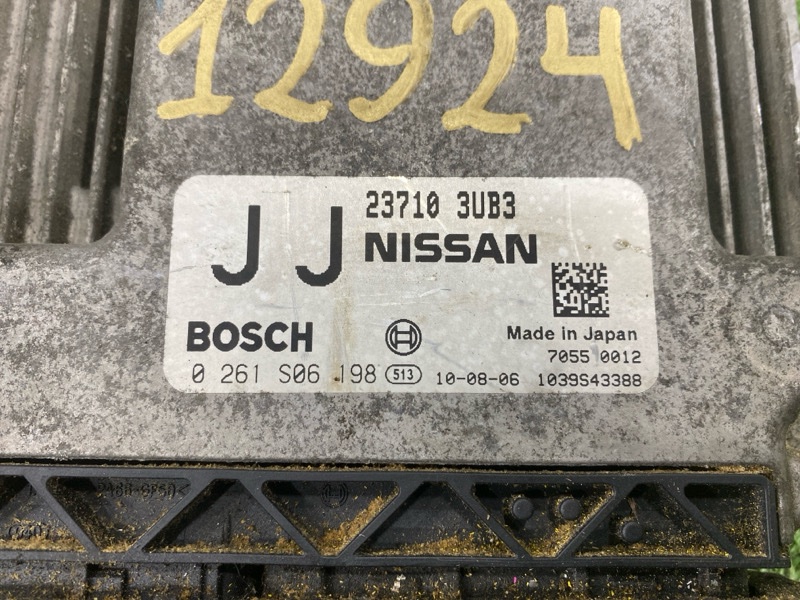 12924
23710 3UB3
JJ NISSAN
BOSCH
Made in Japan
7055 0012
0 261 S06 198 513 10-08-06 1039S43388